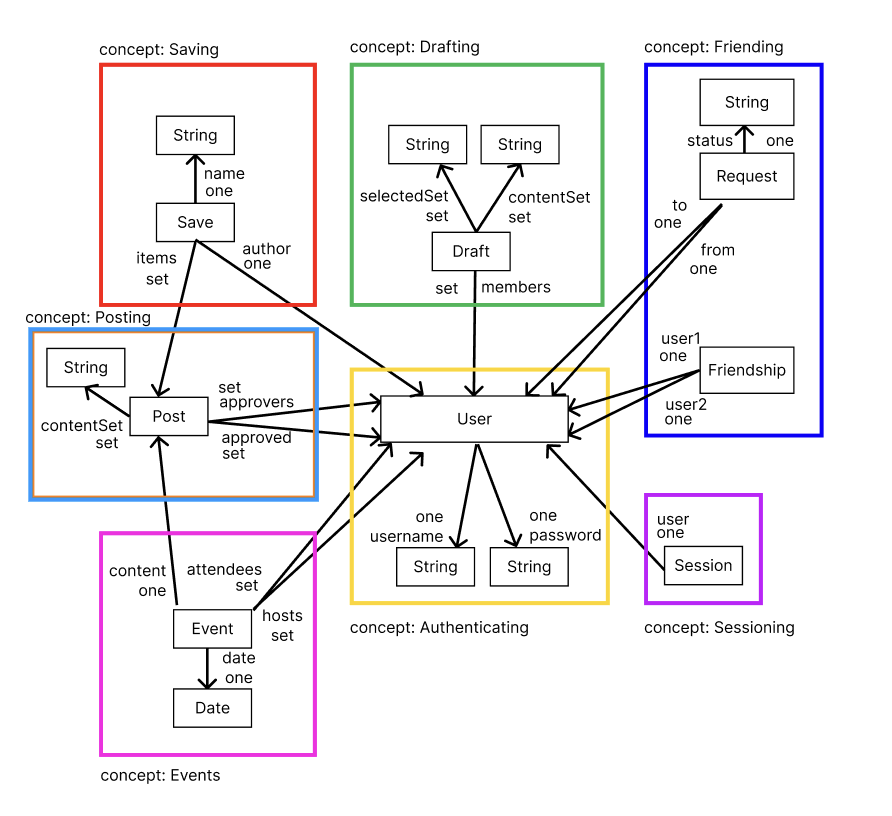 concept: Saving
String
name
one
Save
items
set
author
one
concept: Drafting
String
String
selectedSet
set
contentSet
set
Draft
set
members
concept: Friending
String
status
one
Request
to
one
from
one
user1
one
Friendship
user2
one
concept: Posting
String
contentSet
set
Post
set
approvers
approved
set
User
one
username
one
password
String
String
concept: Authenticating
user
one
Session
concept: Sessioning
content
one
attendees
set
hosts
set
Event
date
one
Date
concept: Events